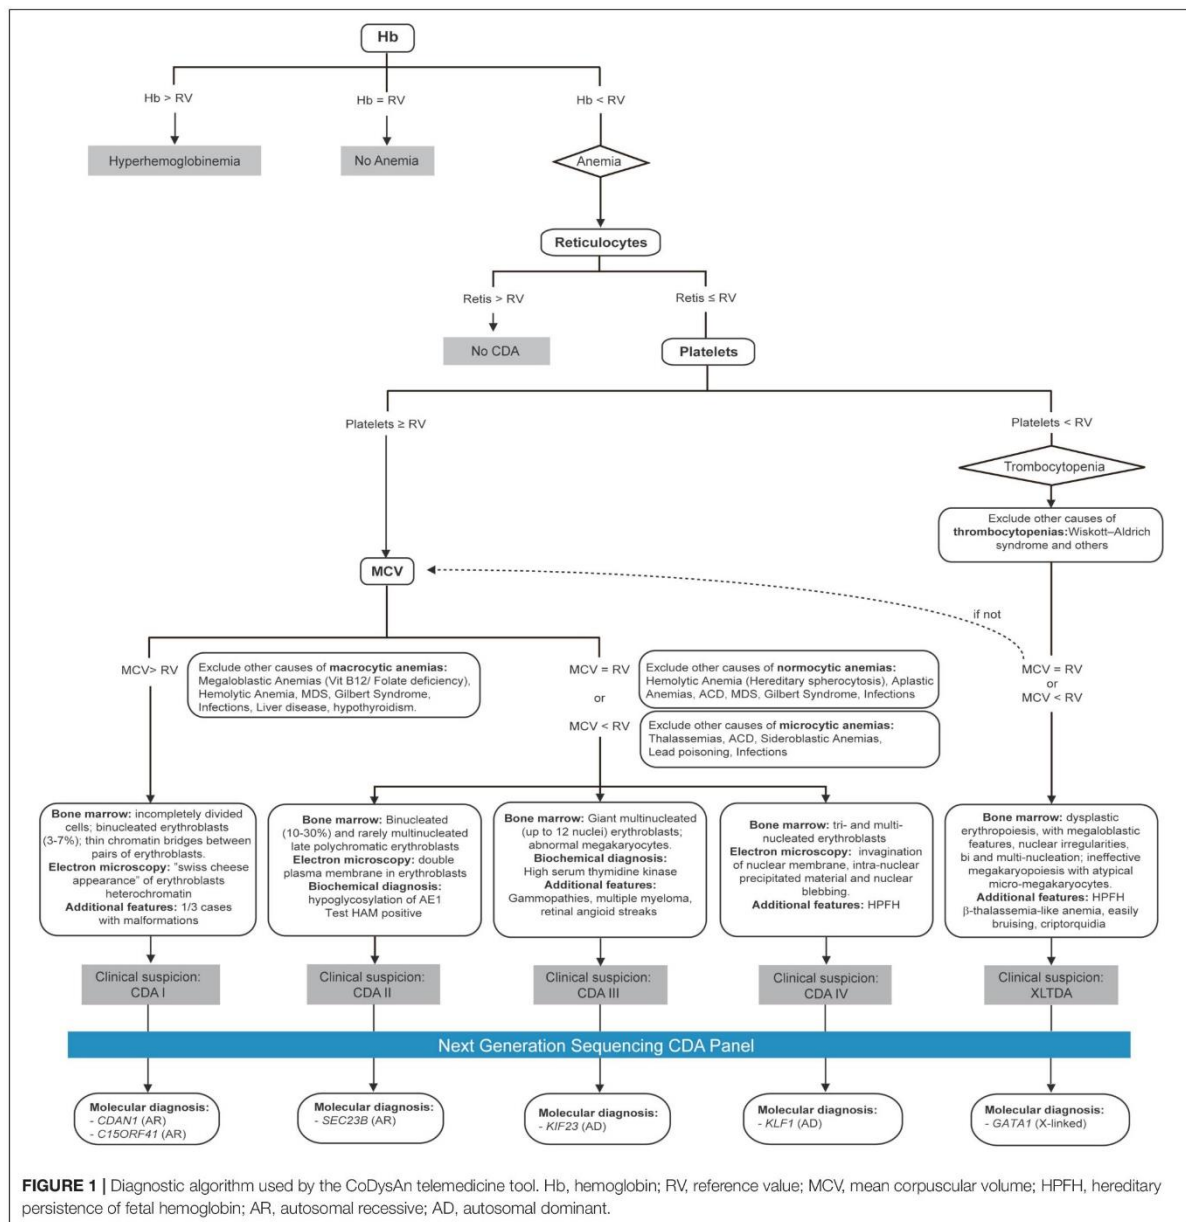 Hb
Hb > RV
Hb = RV
Hb < RV
Hyperhemoglobinemia
No Anemia
Anemia
Reticulocytes
Retis > RV
Retis ≤ RV
No CDA
Platelets
Platelets ≥ RV
Platelets < RV
Trombocytopenia
Exclude other causes of
thrombocytopenias:Wiskott–Aldrich
syndrome and others
MCV
if not
MCV> RV
Exclude other causes of macrocytic anemias:
Megaloblastic Anemias (Vit B12/ Folate deficiency),
Hemolytic Anemia, MDS, Gilbert Syndrome,
Infections, Liver disease, hypothyroidism.
MCV = RV
or
MCV < RV
Exclude other causes of normocytic anemias:
Hemolytic Anemia (Hereditary spherocytosis), Aplastic
Anemias, ACD, MDS, Gilbert Syndrome, Infections
Exclude other causes of microcytic anemias:
Thalassemias, ACD, Sideroblastic Anemias,
Lead poisoning, Infections
MCV = RV
or
MCV < RV
Bone marrow: incompletely divided
cells; binucleated erythroblasts
(3-7%); thin chromatin bridges between
pairs of erythroblasts.
Electron microscopy: "swiss cheese
appearance" of erythroblasts
heterochromatin
Additional features: 1/3 cases
with malformations
Bone marrow: Binucleated
(10-30%) and rarely multinucleated
late polychromatic erythroblasts
Electron microscopy: double
plasma membrane in erythroblasts
Biochemical diagnosis:
hypoglycosylation of AE1
Test HAM positive
Bone marrow: Giant multinucleated
(up to 12 nuclei) erythroblasts;
abnormal megakaryocytes.
Biochemical diagnosis:
High serum thymidine kinase
Additional features:
Gammopathies, multiple myeloma,
retinal angioid streaks
Bone marrow: tri- and multi-
nucleated erythroblasts
Electron microscopy: invagination
of nuclear membrane, intra-nuclear
precipitated material and nuclear
blebbing.
Additional features: HPFH
Bone marrow: dysplastic
erythropoiesis, with megaloblastic
features, nuclear irregularities,
bi and multi-nucleation; ineffective
megakaryopoiesis with atypical
micro-megakaryocytes.
Additional features: HPFH
β-thalassemia-like anemia, easily
bruising, criptorquidia
Clinical suspicion:
CDA I
Clinical suspicion:
CDA II
Clinical suspicion:
CDA III
Clinical suspicion:
CDA IV
Clinical suspicion:
XLTDA
Next Generation Sequencing CDA Panel
Molecular diagnosis:
- CDAN1 (AR)
- C15ORF41 (AR)
Molecular diagnosis:
- SEC23B (AR)
Molecular diagnosis:
- KIF23 (AD)
Molecular diagnosis:
- KLF1 (AD)
Molecular diagnosis:
- GATA1 (X-linked)
FIGURE 1 | Diagnostic algorithm used by the CoDysAn telemedicine tool. Hb, hemoglobin; RV, reference value; MCV, mean corpuscular volume; HPFH, hereditary
persistence of fetal hemoglobin; AR, autosomal recessive; AD, autosomal dominant.